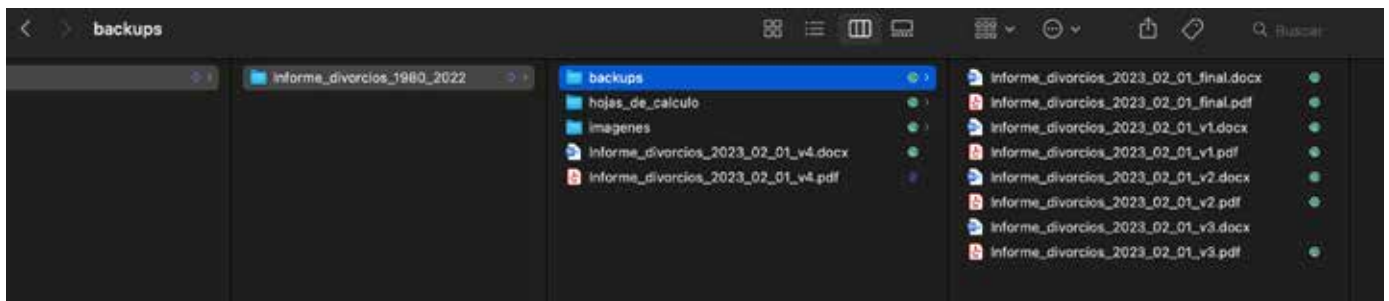 backups
Buscar
Informe_divorcios_1980_2022
backups
hojas_de_calculo
imagenes
Informe_divorcios_2023_02_01_v4.docx
Informe_divorcios_2023_02_01_v4.pdf
Informe_divorcios_2023_02_01_final.docx
Informe_divorcios_2023_02_01_final.pdf
Informe_divorcios_2023_02_01_v1.docx
Informe_divorcios_2023_02_01_v1.pdf
Informe_divorcios_2023_02_01_v2.docx
Informe_divorcios_2023_02_01_v2.pdf
Informe_divorcios_2023_02_01_v3.docx
Informe_divorcios_2023_02_01_v3.pdf